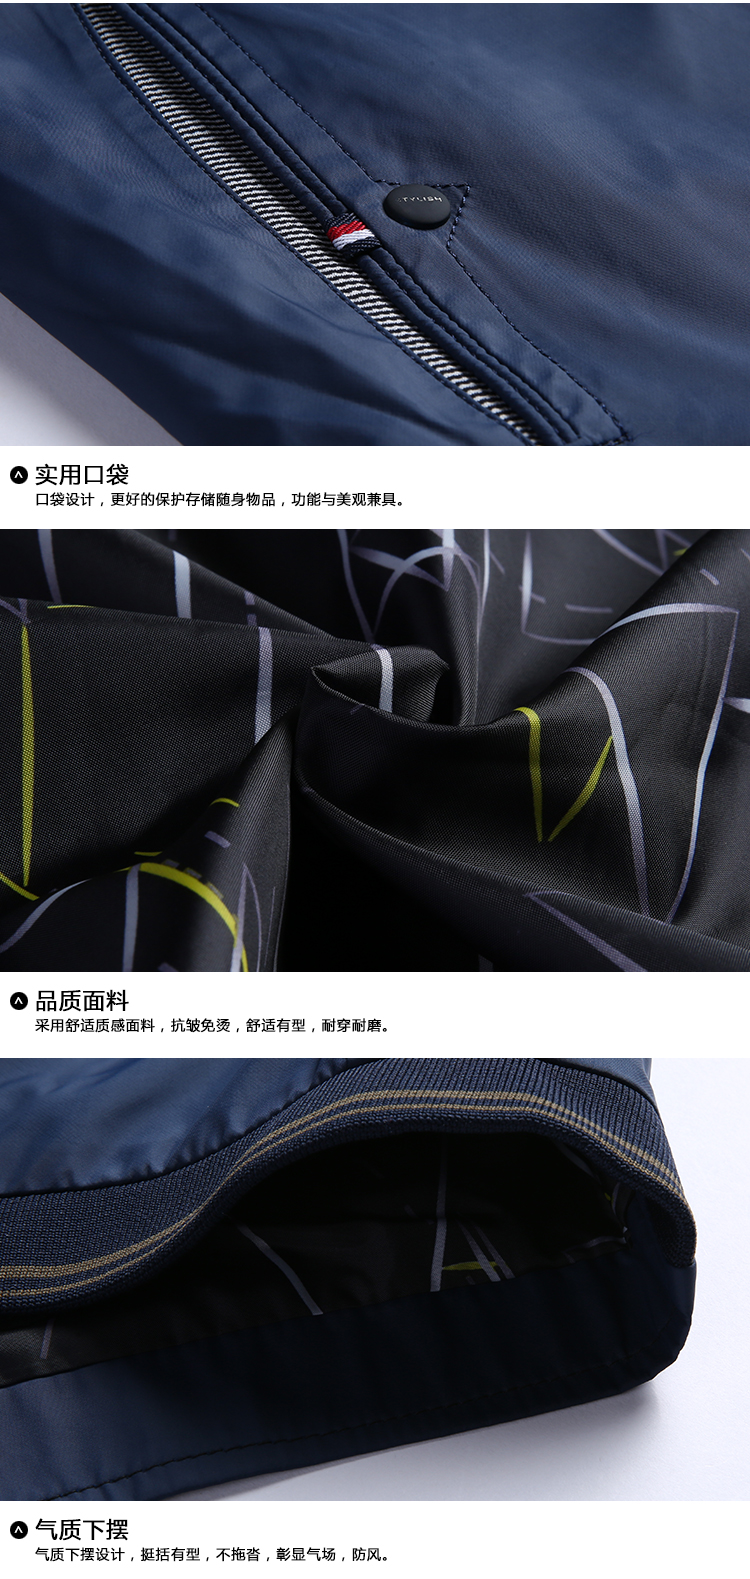 STYLISH
实用口袋
口袋设计，更好的保护存储随身物品，功能与美观兼具。
品质面料
采用舒适质感面料，抗皱免烫，舒适有型，耐穿耐磨。
气质下摆
气质下摆设计，挺括有型，不拖沓，彰显气场，防风。